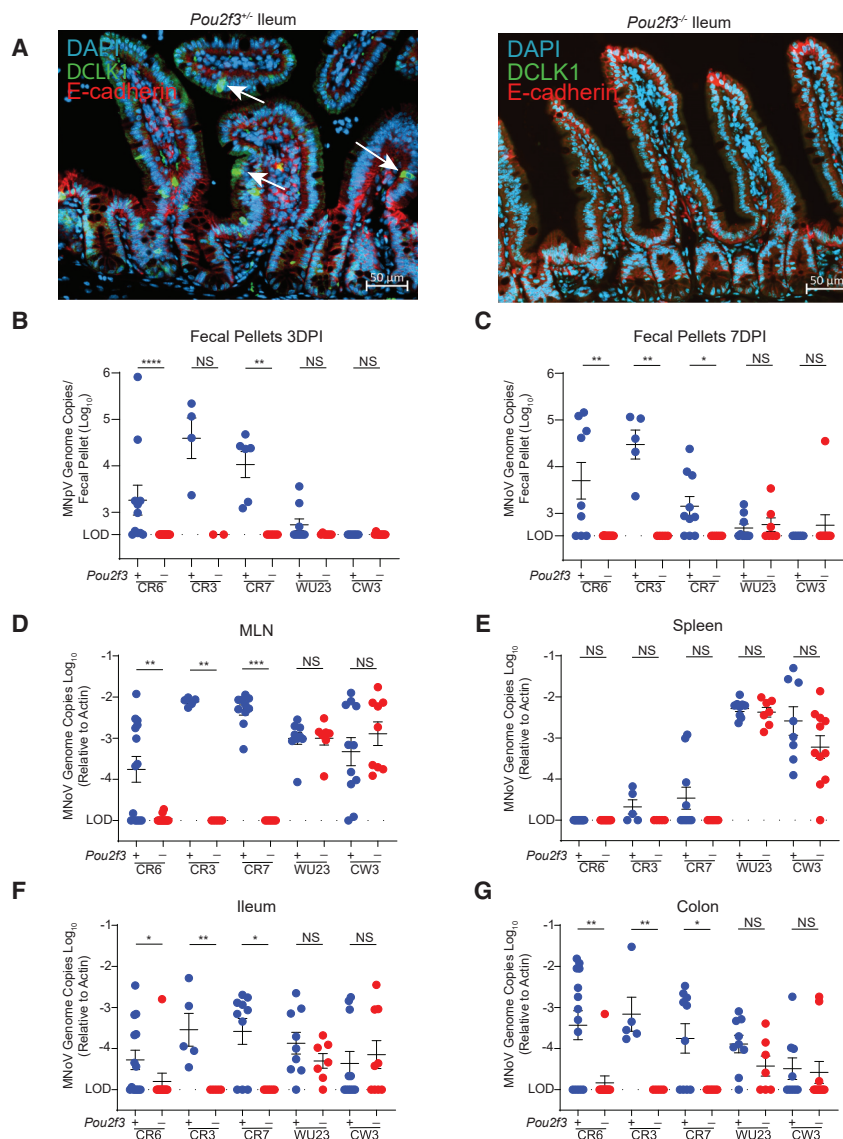 Pou2f3+/- Ileum
Pou2f3-/- Ileum
A
DAPI
DCLK1
E-cadherin
50 µm
DAPI
DCLK1
E-cadherin
50 µm
B
Fecal Pellets 3DPI
**** NS ** NS NS
MNpV Genome Copies/
Fecal Pellet (Log10)
6
5
4
3
LOD
Pou2f3 + – + – + – + – + –
CR6 CR3 CR7 WU23 CW3
C
Fecal Pellets 7DPI
** ** * NS NS
MNoV Genome Copies/
Fecal Pellet (Log10)
6
5
4
3
LOD
Pou2f3 + – + – + – + – + –
CR6 CR3 CR7 WU23 CW3
D
MLN
** ** *** NS NS
MNoV Genome Copies Log10
(Relative to Actin)
-1
-2
-3
-4
LOD
Pou2f3 + – + – + – + – + –
CR6 CR3 CR7 WU23 CW3
E
Spleen
NS NS NS NS NS
MNoV Genome Copies Log10
(Relative to Actin)
-1
-2
-3
-4
LOD
Pou2f3 + – + – + – + – + –
CR6 CR3 CR7 WU23 CW3
F
Ileum
* ** * NS NS
MNoV Genome Copies Log10
(Relative to Actin)
-1
-2
-3
-4
LOD
Pou2f3 + – + – + – + – + –
CR6 CR3 CR7 WU23 CW3
G
Colon
** ** * NS NS
MNoV Genome Copies Log10
(Relative to Actin)
-1
-2
-3
-4
LOD
Pou2f3 + – + – + – + – + –
CR6 CR3 CR7 WU23 CW3